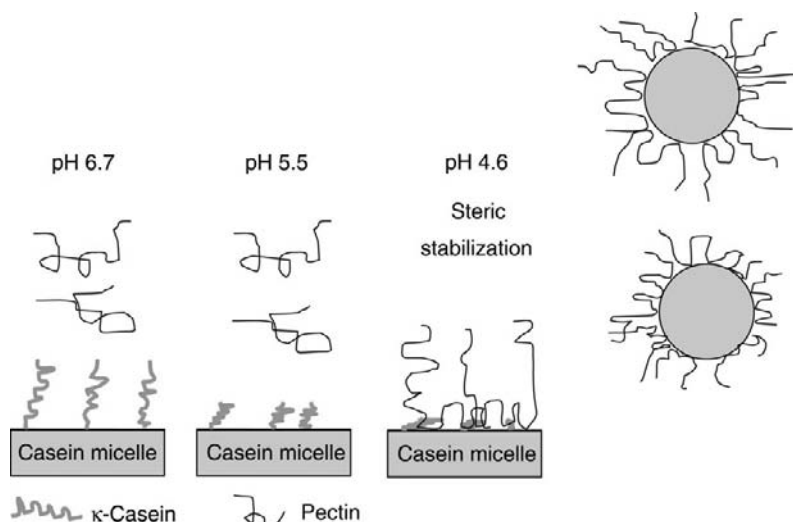 pH 6.7
pH 5.5
pH 4.6
Steric
stabilization
Casein micelle
Casein micelle
Casein micelle
κ-Casein
Pectin